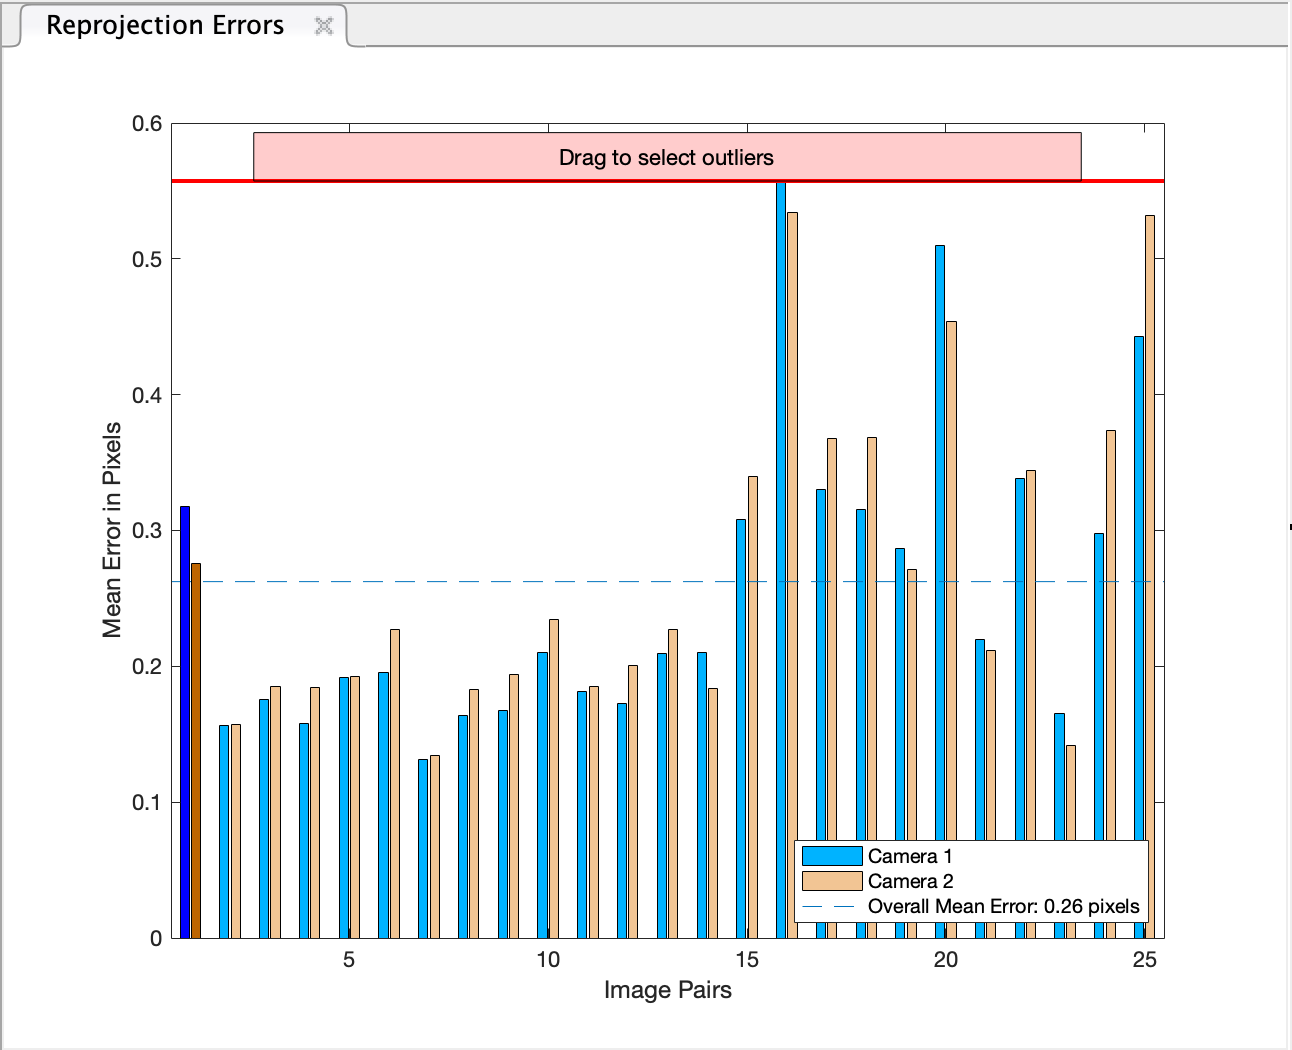 Reprojection Errors
0.6
Drag to select outliers
0.5
0.4
0.3
0.2
0.1
0
Mean Error in Pixels
Camera 1
Camera 2
Overall Mean Error: 0.26 pixels
5 10 15 20 25
Image Pairs